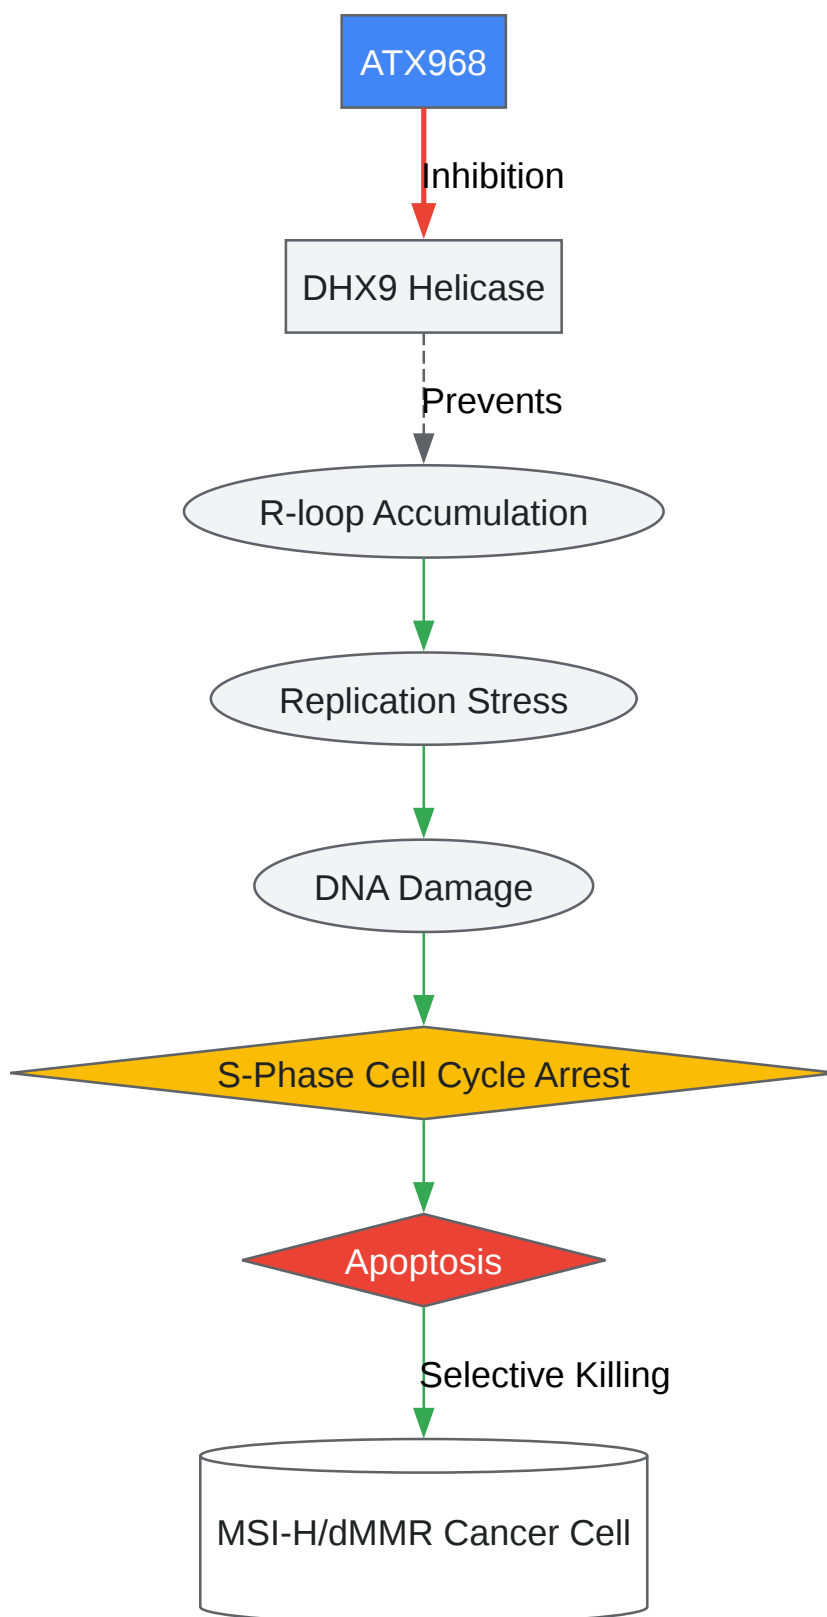 ATX968
Inhibition
DHX9 Helicase
Prevents
R-loop Accumulation
Replication Stress
DNA Damage
S-Phase Cell Cycle Arrest
Apoptosis
Selective Killing
MSI-H/dMMR Cancer Cell